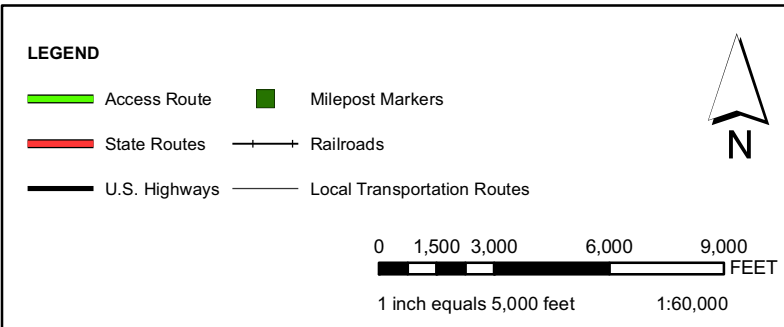 LEGEND
Access Route
Milepost Markers
State Routes
Railroads
U.S. Highways
Local Transportation Routes
N
0 1,500 3,000 6,000 9,000
FEET
1 inch equals 5,000 feet 1:60,000